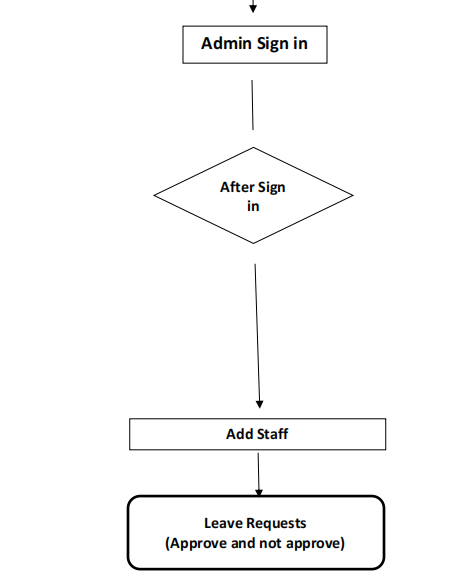 Admin Sign in
After Sign
in
Add Staff
Leave Requests
(Approve and not approve)